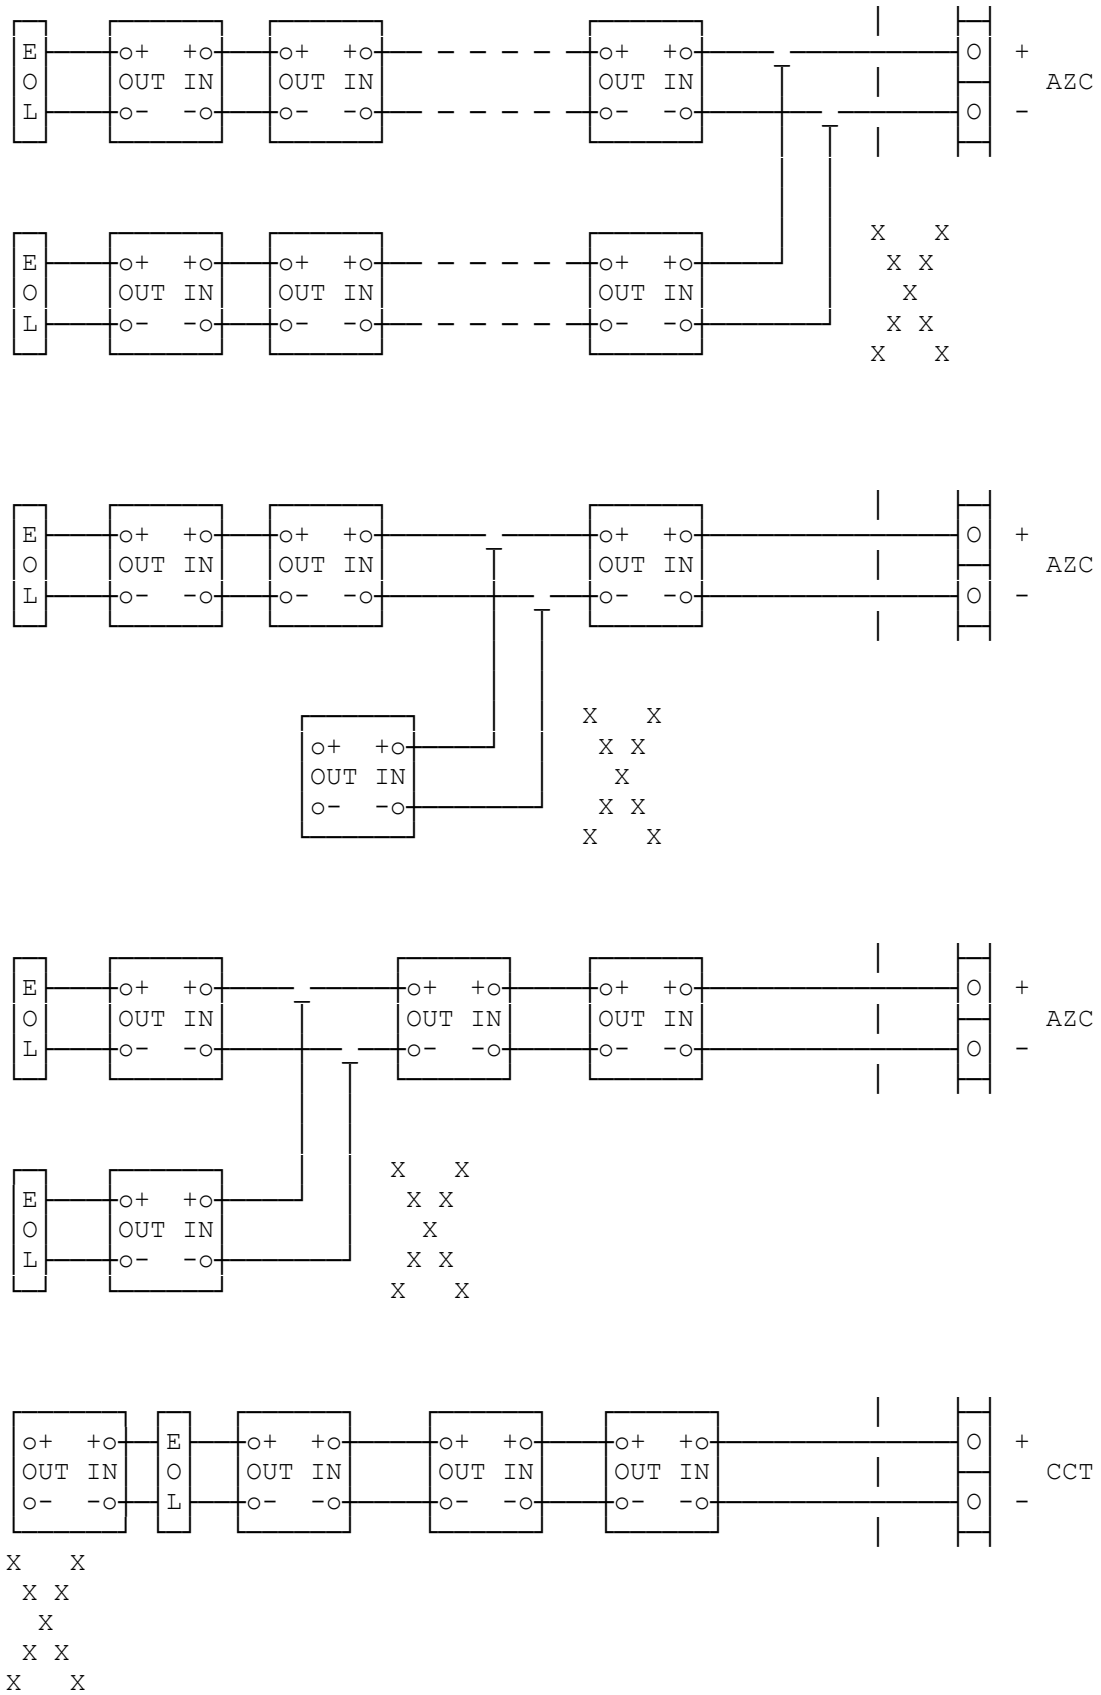 E o+ +o o+ +o o+ +o O +
O OUT IN OUT IN OUT IN AZC
L o- -o o- -o o- -o O -
X X
E o+ +o o+ +o o+ +o X X
O OUT IN OUT IN OUT IN X
L o- -o o- -o o- -o X X
X X
E o+ +o o+ +o o+ +o O +
O OUT IN OUT IN OUT IN AZC
L o- -o o- -o o- -o O -
X X
o+ +o X X
OUT IN X
o- -o X X
X X
E o+ +o o+ +o o+ +o O +
O OUT IN OUT IN OUT IN AZC
L o- -o o- -o o- -o O -
X X
E o+ +o X X
O OUT IN X
L o- -o X X
X X
o+ +o E o+ +o o+ +o o+ +o O +
OUT IN O OUT IN OUT IN OUT IN CCT
o- -o L o- -o o- -o o- -o O -
X X
X X
X
X X
X X